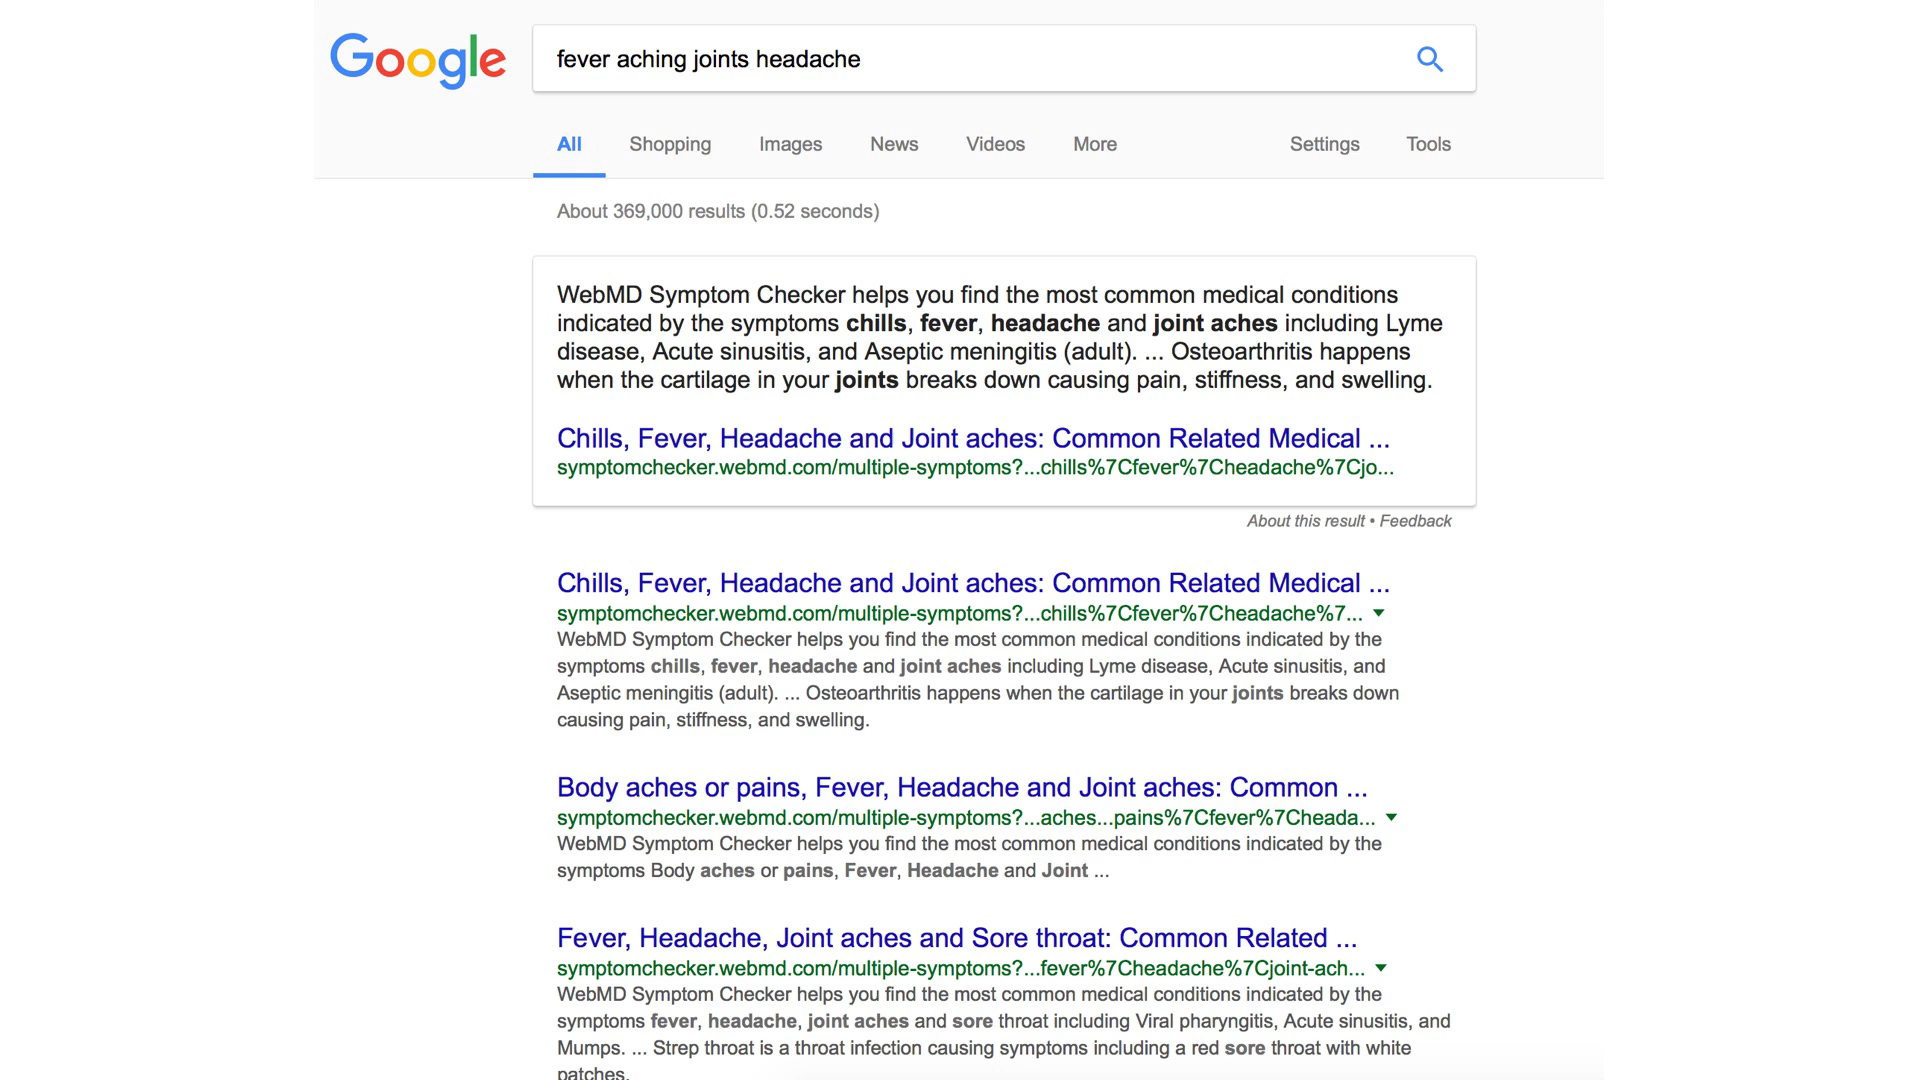 Google
fever aching joints headache
All Shopping Images News Videos More Settings Tools
About 369,000 results (0.52 seconds)
WebMD Symptom Checker helps you find the most common medical conditions
indicated by the symptoms chills, fever, headache and joint aches including Lyme
disease, Acute sinusitis, and Aseptic meningitis (adult). ... Osteoarthritis happens
when the cartilage in your joints breaks down causing pain, stiffness, and swelling.
Chills, Fever, Headache and Joint aches: Common Related Medical ...
symptomchecker.webmd.com/multiple-symptoms?...chills%7Cfever%7Cheadache%7Cjo...
About this result • Feedback
Chills, Fever, Headache and Joint aches: Common Related Medical ...
symptomchecker.webmd.com/multiple-symptoms?...chills%7Cfever%7Cheadache%7...
WebMD Symptom Checker helps you find the most common medical conditions indicated by the
symptoms chills, fever, headache and joint aches including Lyme disease, Acute sinusitis, and
Aseptic meningitis (adult). ... Osteoarthritis happens when the cartilage in your joints breaks down
causing pain, stiffness, and swelling.
Body aches or pains, Fever, Headache and Joint aches: Common ...
symptomchecker.webmd.com/multiple-symptoms?...aches...pains%7Cfever%7Cheada...
WebMD Symptom Checker helps you find the most common medical conditions indicated by the
symptoms Body aches or pains, Fever, Headache and Joint ...
Fever, Headache, Joint aches and Sore throat: Common Related ...
symptomchecker.webmd.com/multiple-symptoms?...fever%7Cheadache%7Cjoint-ach...
WebMD Symptom Checker helps you find the most common medical conditions indicated by the
symptoms fever, headache, joint aches and sore throat including Viral pharyngitis, Acute sinusitis, and
Mumps. ... Strep throat is a throat infection causing symptoms including a red sore throat with white
patches.